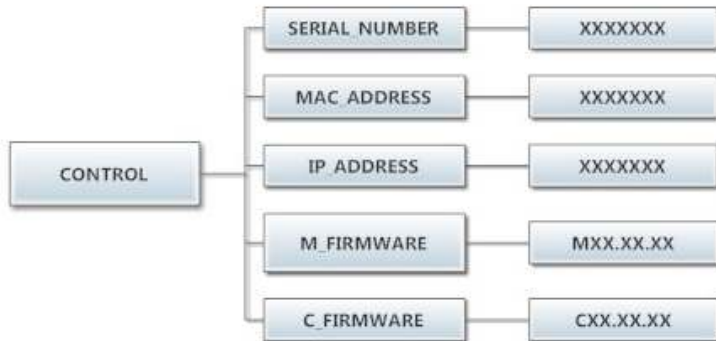 SERIAL_NUMBER XXXXXXX
MAC_ADDRESS XXXXXXX
CONTROL
IP_ADDRESS XXXXXXX
M_FIRMWARE MXX.XX.XX
C_FIRMWARE CXX.XX.XX